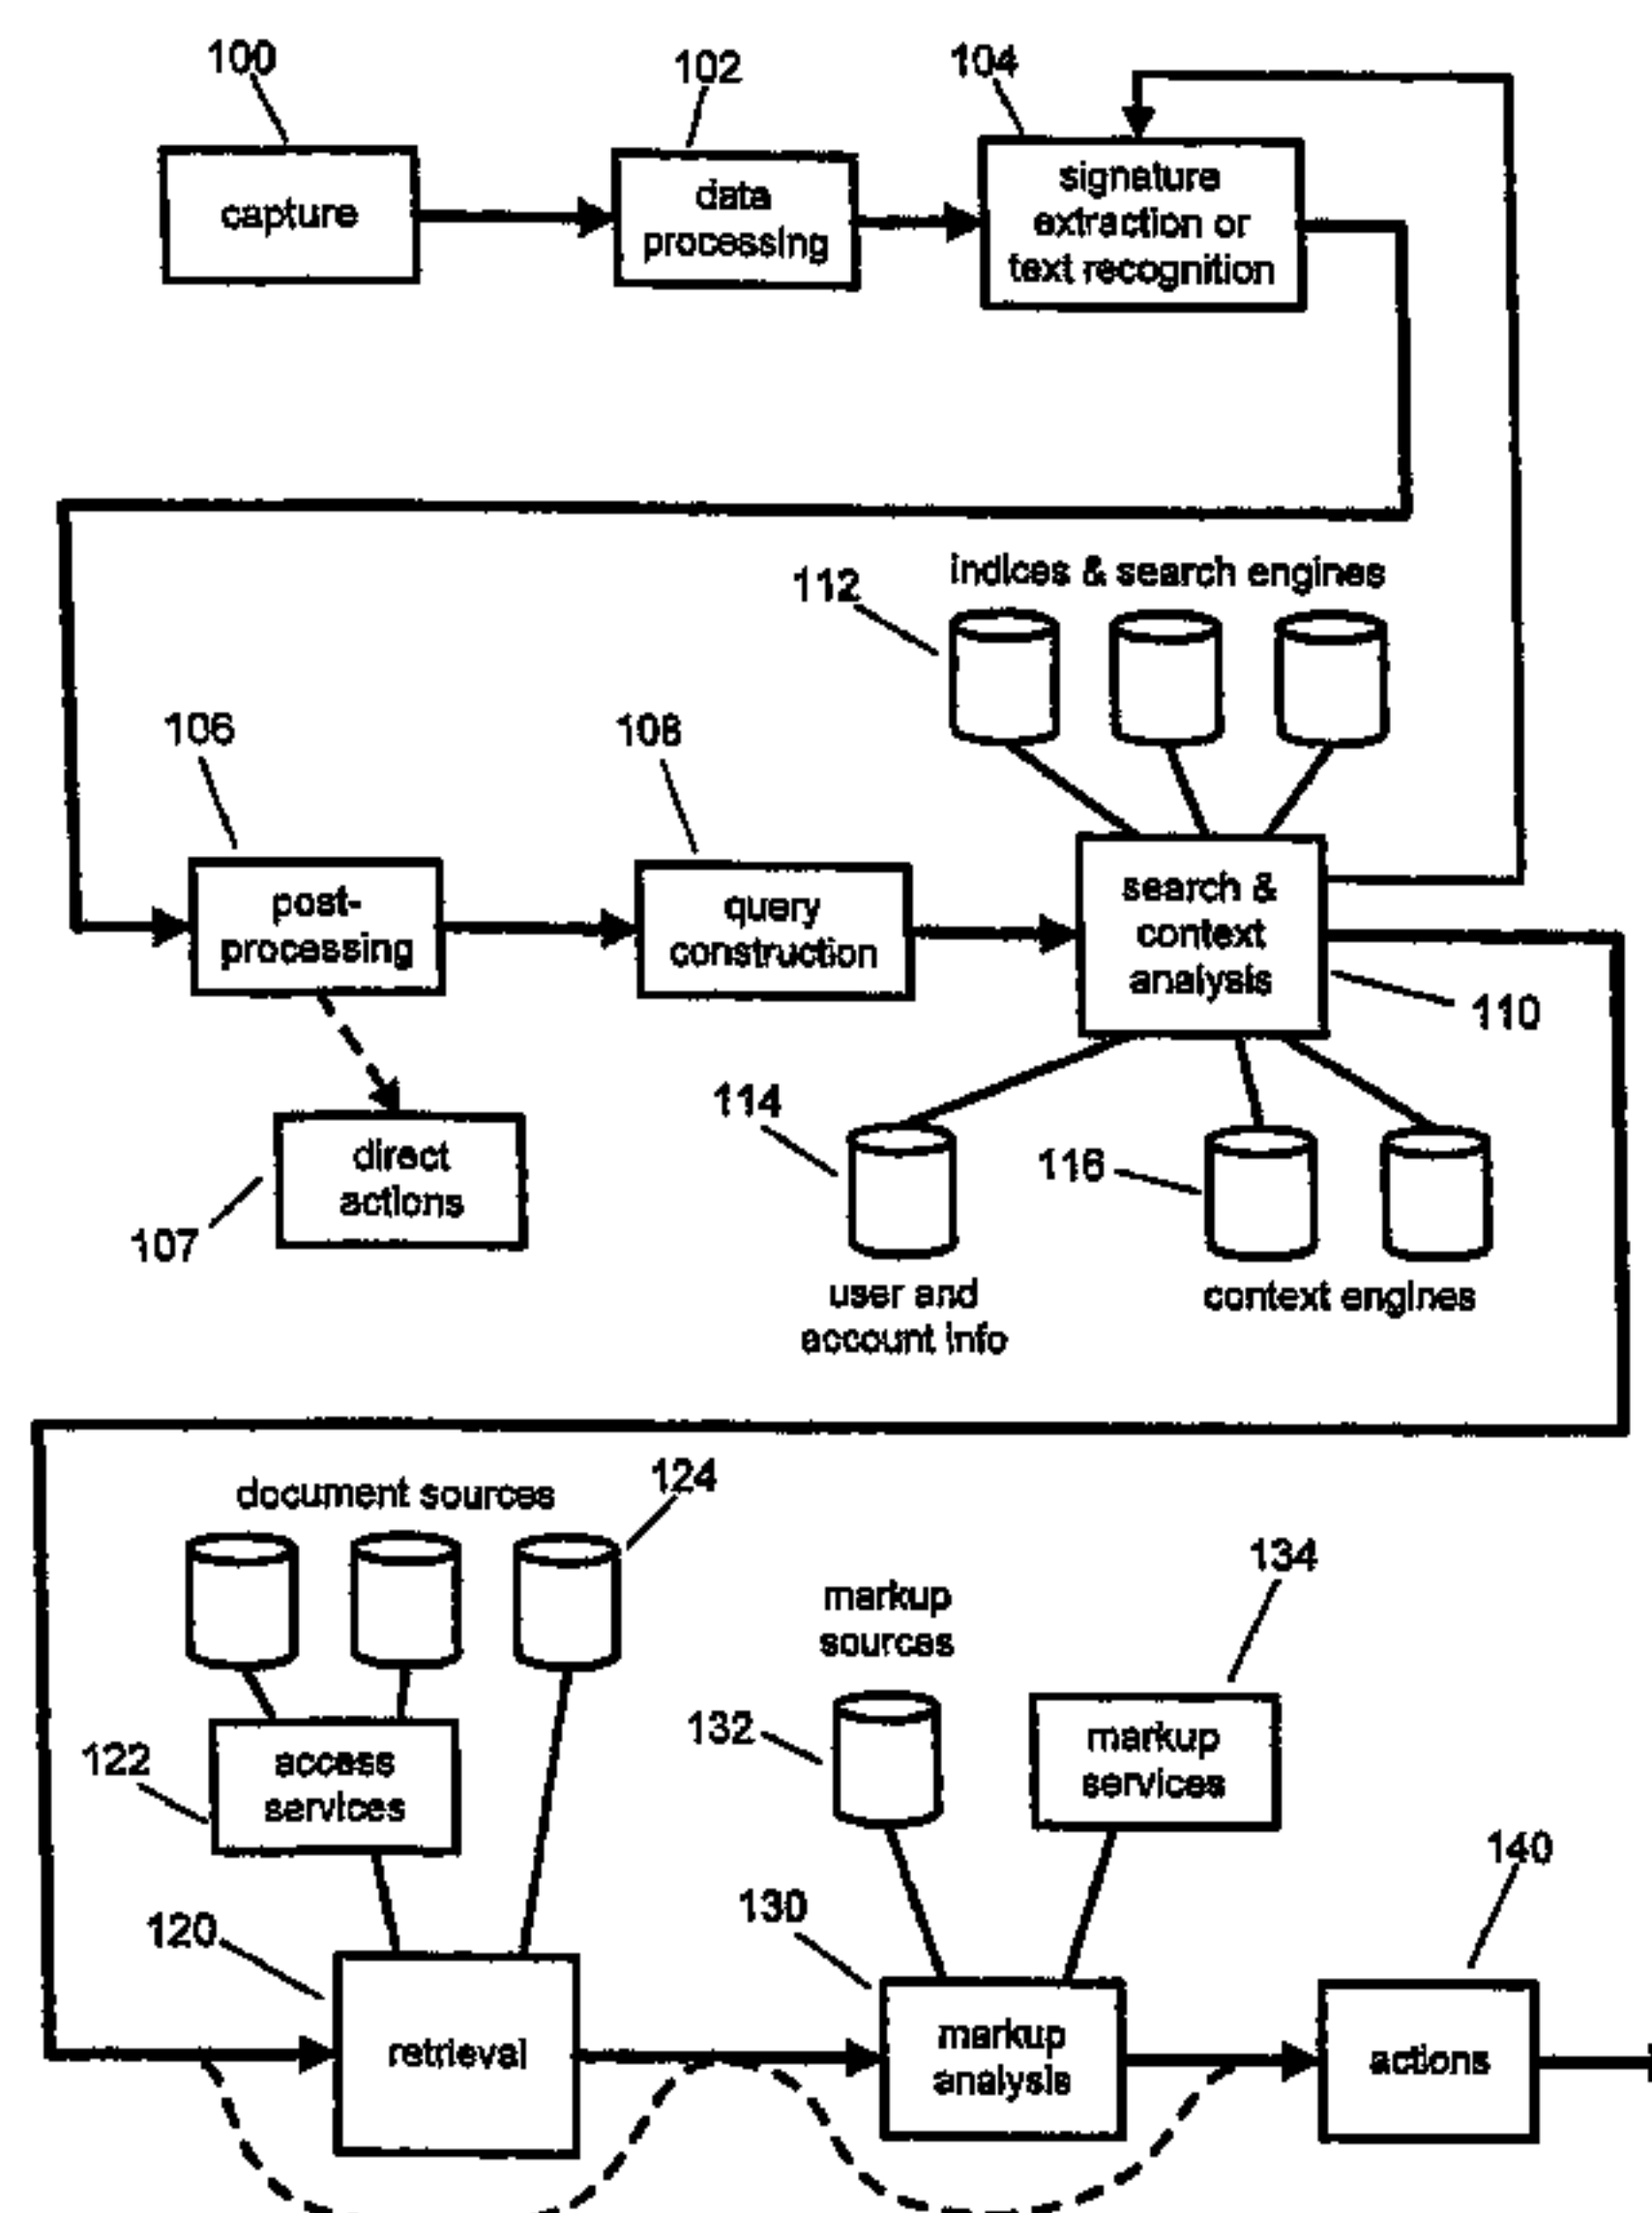 100
102
104
capture
data
processing
signature
extraction or
text recognition
indices & search engines
112
106
108
post-
processing
query
construction
search &
context
analysis
110
114
116
direct
actions
107
user and
account info
context engines
document sources
124
134
markup
sources
132
markup
services
access
services
122
140
130
120
retrieval
markup
analysis
actions